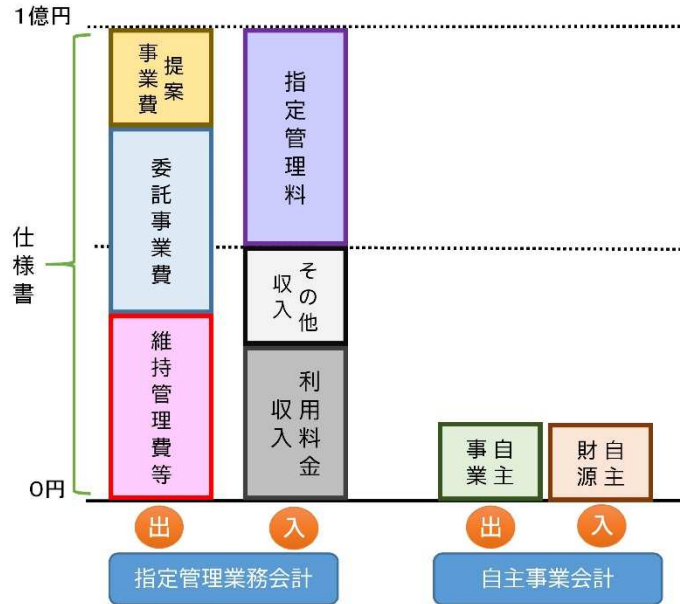 1億円
提案
事業費
委託事業費
維持管理費等
指定管理料
その他
収入
利用料金
収入
仕様書
0円
自主
事業
自主
財源
出
入
出
入
指定管理業務会計
自主事業会計